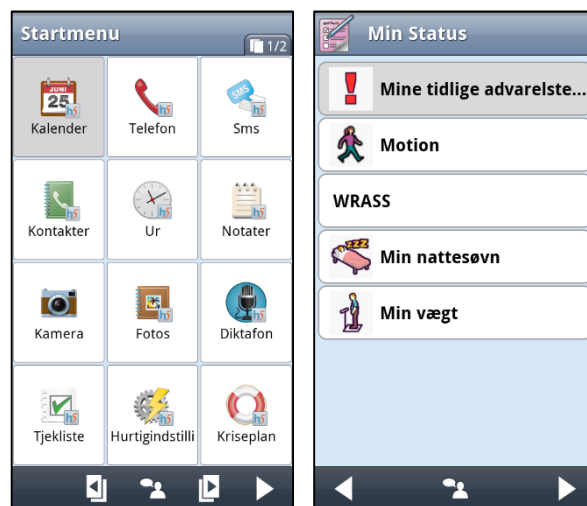 Startmenu
1/2
JUNI
25
Kalender
Telefon
SMS
Sms
Kontakter
Ur
Notater
Kamera
Fotos
Diktafon
Tjekliste
Hurtigindstilli
Kriseplan
Min Status
Mine tidlige advarelste...
Motion
WRASS
zzz
Min nattesøvn
Min vægt